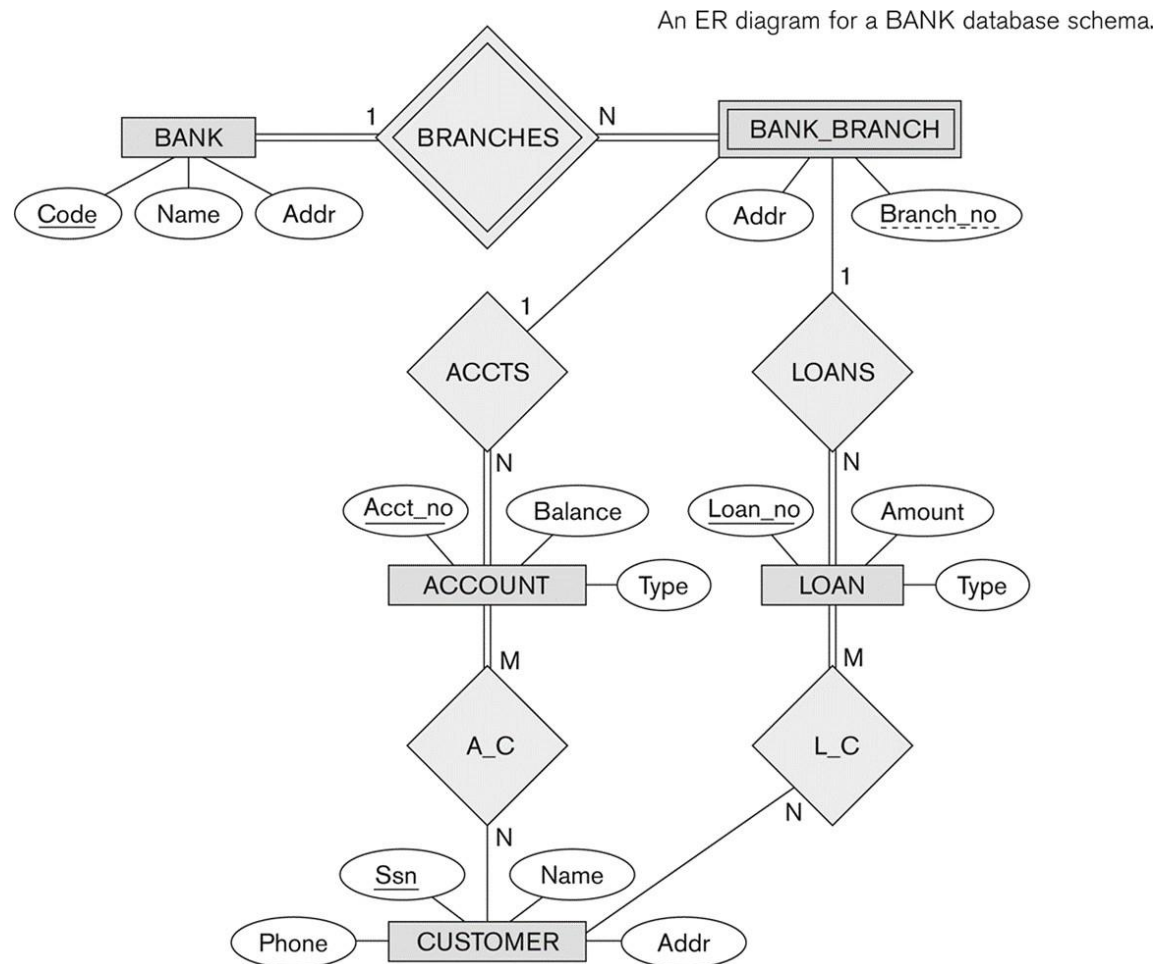 An ER diagram for a BANK database schema.
1
N
BANK
BRANCHES
BANK_BRANCH
Code
Name
Addr
Addr
Branch_no
1
1
ACCTS
LOANS
N
N
Acct_no
Balance
Loan_no
Amount
ACCOUNT
Type
LOAN
Type
M
M
A_C
L_C
N
N
Ssn
Name
Phone
CUSTOMER
Addr